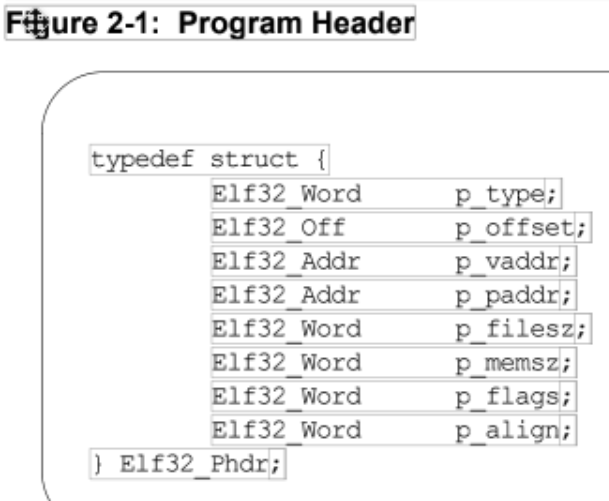 Figure 2-1: Program Header
typedef struct {
Elf32_Word p_type;
Elf32_Off p_offset;
Elf32_Addr p_vaddr;
Elf32_Addr p_paddr;
Elf32_Word p_filesz;
Elf32_Word p_memsz;
Elf32_Word p_flags;
Elf32_Word p_align;
} Elf32_Phdr;